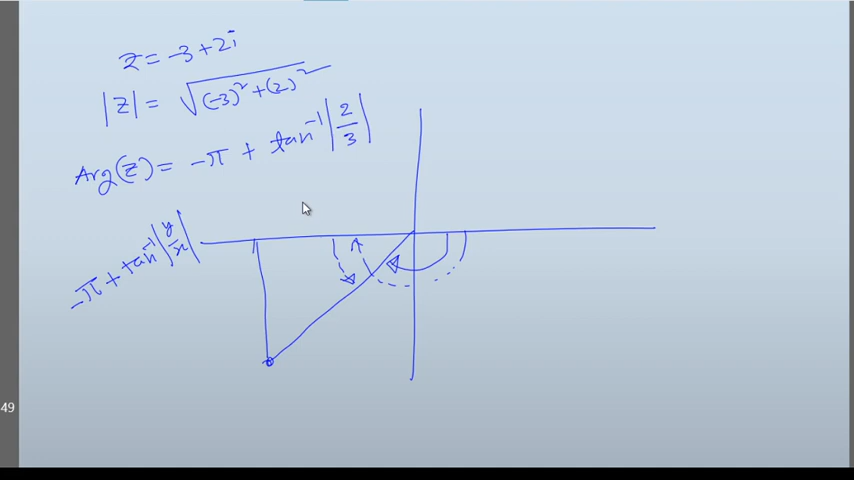 z = -3+2i
|z| = √(-3)²+(2)²
Arg(z) = -π + tan⁻¹|2/3|
-π + tan⁻¹|y/x|
49